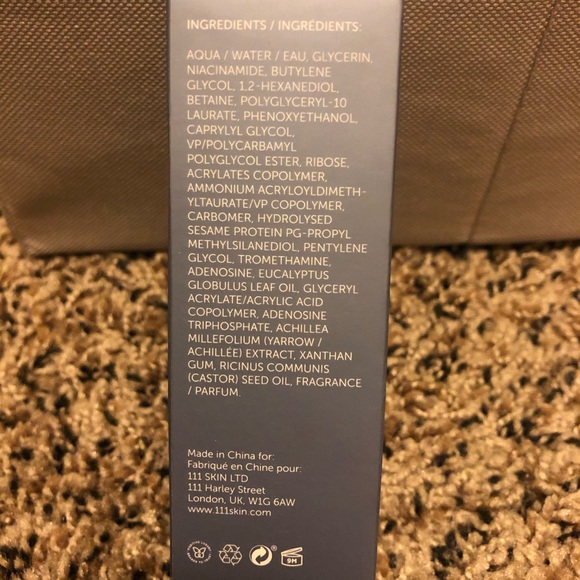 INGREDIENTS / INGRÉDIENTS:
AQUA / WATER / EAU, GLYCERIN,
NIACINAMIDE, BUTYLENE
GLYCOL, 1,2-HEXANEDIOL,
BETAINE, POLYGLYCERYL-10
LAURATE, PHENOXYETHANOL,
CAPRYLYL GLYCOL,
VP/POLYCARBAMYL
POLYGLYCOL ESTER, RIBOSE,
ACRYLATES COPOLYMER,
AMMONIUM ACRYLOYLDIMETH-
YLTAURATE/VP COPOLYMER,
CARBOMER, HYDROLYSED
SESAME PROTEIN PG-PROPYL
METHYLSILANEDIOL, PENTYLENE
GLYCOL, TROMETHAMINE,
ADENOSINE, EUCALYPTUS
GLOBULUS LEAF OIL, GLYCERYL
ACRYLATE/ACRYLIC ACID
COPOLYMER, ADENOSINE
TRIPHOSPHATE, ACHILLEA
MILLEFOLIUM (YARROW /
ACHILLÉE) EXTRACT, XANTHAN
GUM, RICINUS COMMUNIS
(CASTOR) SEED OIL, FRAGRANCE
/ PARFUM.
Made in China for:
Fabriqué en Chine pour:
111 SKIN LTD
111 Harley Street
London, UK, W1G 6AW
www.111skin.com
9M